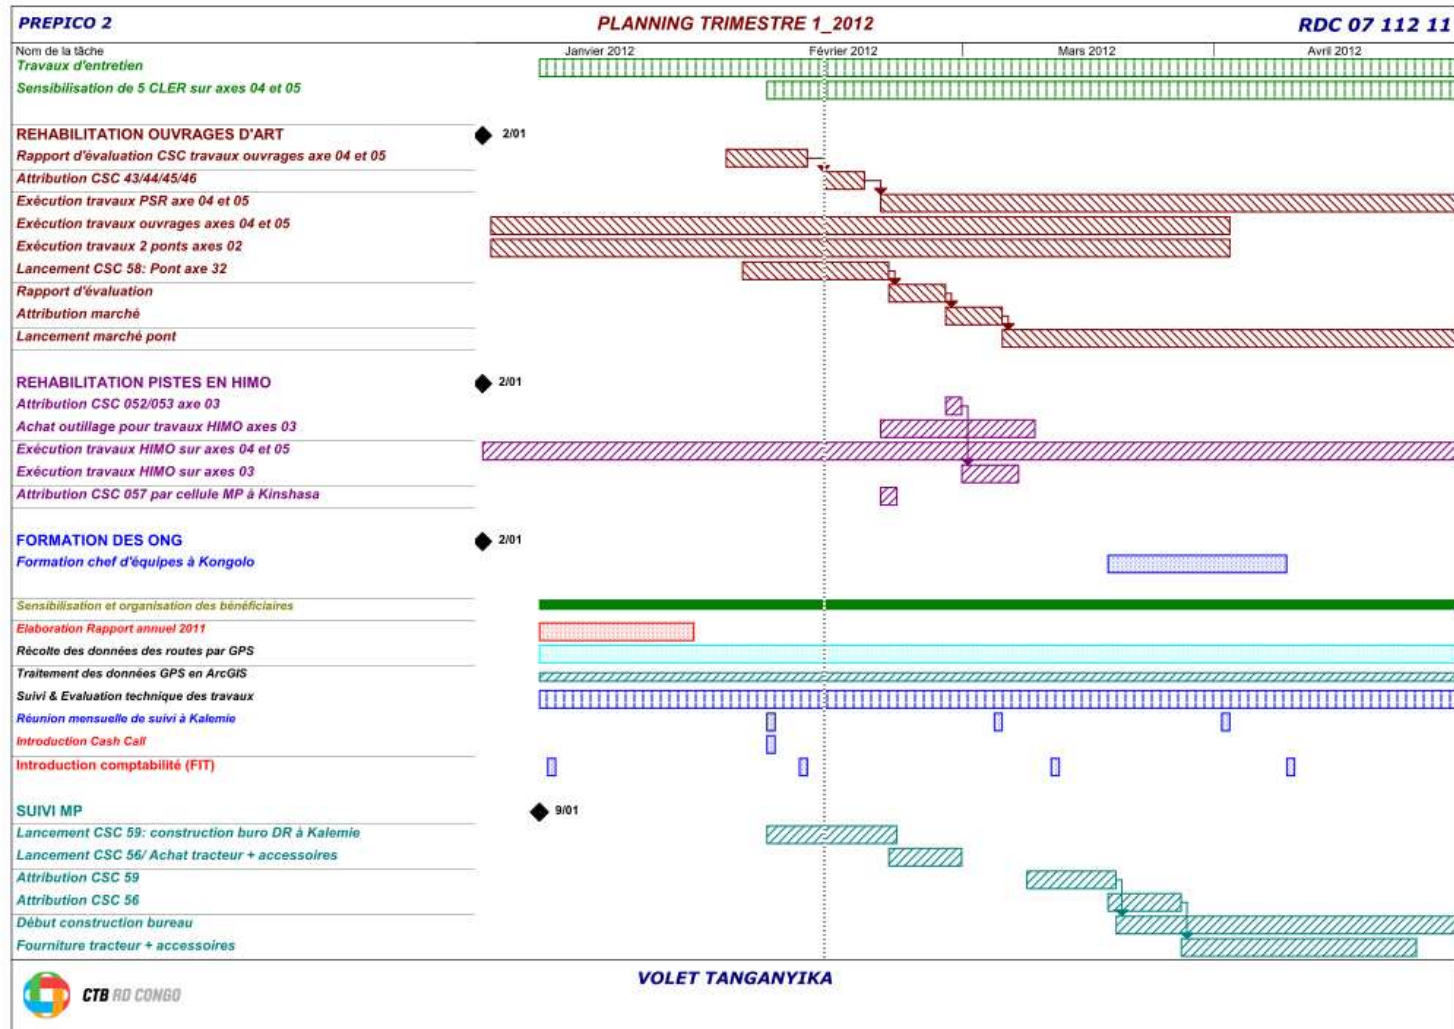 PREPICO 2 PLANNING TRIMESTRE 1_2012 RDC 07 112 11
Nom de la tâche Janvier 2012 Février 2012 Mars 2012 Avril 2012
Travaux d'entretien
Sensibilisation de 5 CLER sur axes 04 et 05
REHABILITATION OUVRAGES D'ART 2/01
Rapport d'évaluation CSC travaux ouvrages axe 04 et 05
Attribution CSC 43/44/45/46
Exécution travaux PSR axe 04 et 05
Exécution travaux ouvrages axes 04 et 05
Exécution travaux 2 ponts axes 02
Lancement CSC 58: Pont axe 32
Rapport d'évaluation
Attribution marché
Lancement marché pont
REHABILITATION PISTES EN HIMO 2/01
Attribution CSC 052/053 axe 03
Achat outillage pour travaux HIMO axes 03
Exécution travaux HIMO sur axes 04 et 05
Exécution travaux HIMO sur axes 03
Attribution CSC 057 par cellule MP à Kinshasa
FORMATION DES ONG 2/01
Formation chef d'équipes à Kongolo
Sensibilisation et organisation des bénéficiaires
Elaboration Rapport annuel 2011
Récolte des données des routes par GPS
Traitement des données GPS en ArcGIS
Suivi & Evaluation technique des travaux
Réunion mensuelle de suivi à Kalemie
Introduction Cash Call
Introduction comptabilité (FIT)
SUIVI MP 9/01
Lancement CSC 59: construction buro DR à Kalemie
Lancement CSC 56/ Achat tracteur + accessoires
Attribution CSC 59
Attribution CSC 56
Début construction bureau
Fourniture tracteur + accessoires
CTB RD CONGO VOLET TANGANYIKA